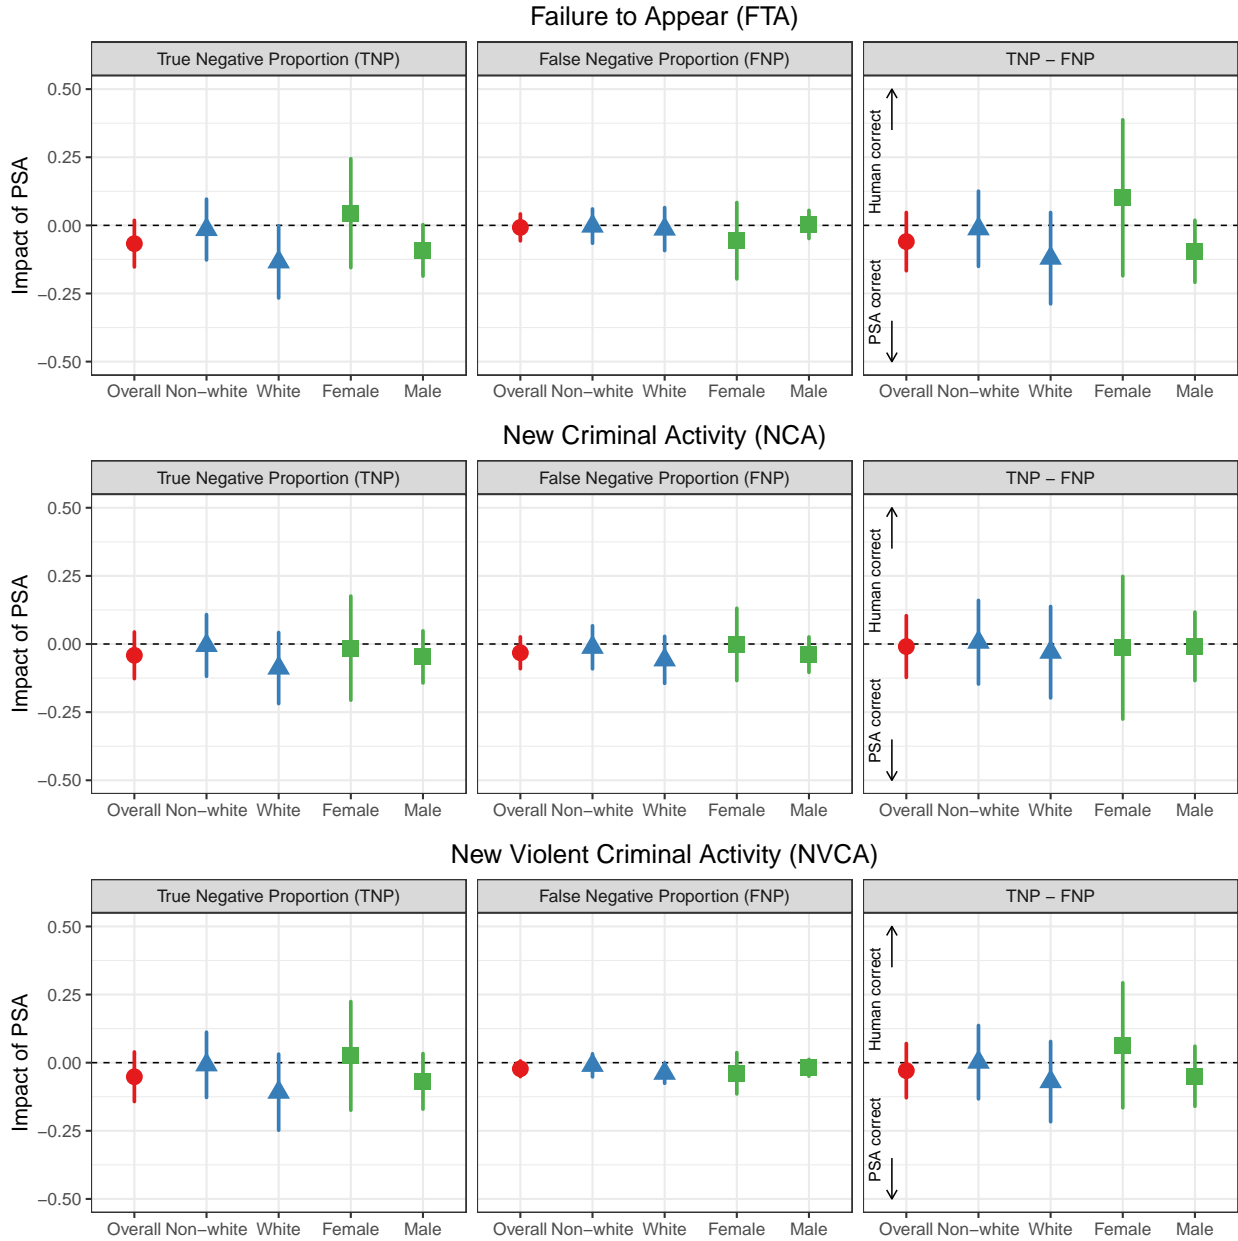 Failure to Appear (FTA)
True Negative Proportion (TNP)
False Negative Proportion (FNP)
TNP − FNP
Impact of PSA
0.50
0.25
0.00
−0.25
−0.50
Human correct
PSA correct
Overall Non−white White Female Male
Overall Non−white White Female Male
Overall Non−white White Female Male
New Criminal Activity (NCA)
True Negative Proportion (TNP)
False Negative Proportion (FNP)
TNP − FNP
Impact of PSA
0.50
0.25
0.00
−0.25
−0.50
Human correct
PSA correct
Overall Non−white White Female Male
Overall Non−white White Female Male
Overall Non−white White Female Male
New Violent Criminal Activity (NVCA)
True Negative Proportion (TNP)
False Negative Proportion (FNP)
TNP − FNP
Impact of PSA
0.50
0.25
0.00
−0.25
−0.50
Human correct
PSA correct
Overall Non−white White Female Male
Overall Non−white White Female Male
Overall Non−white White Female Male